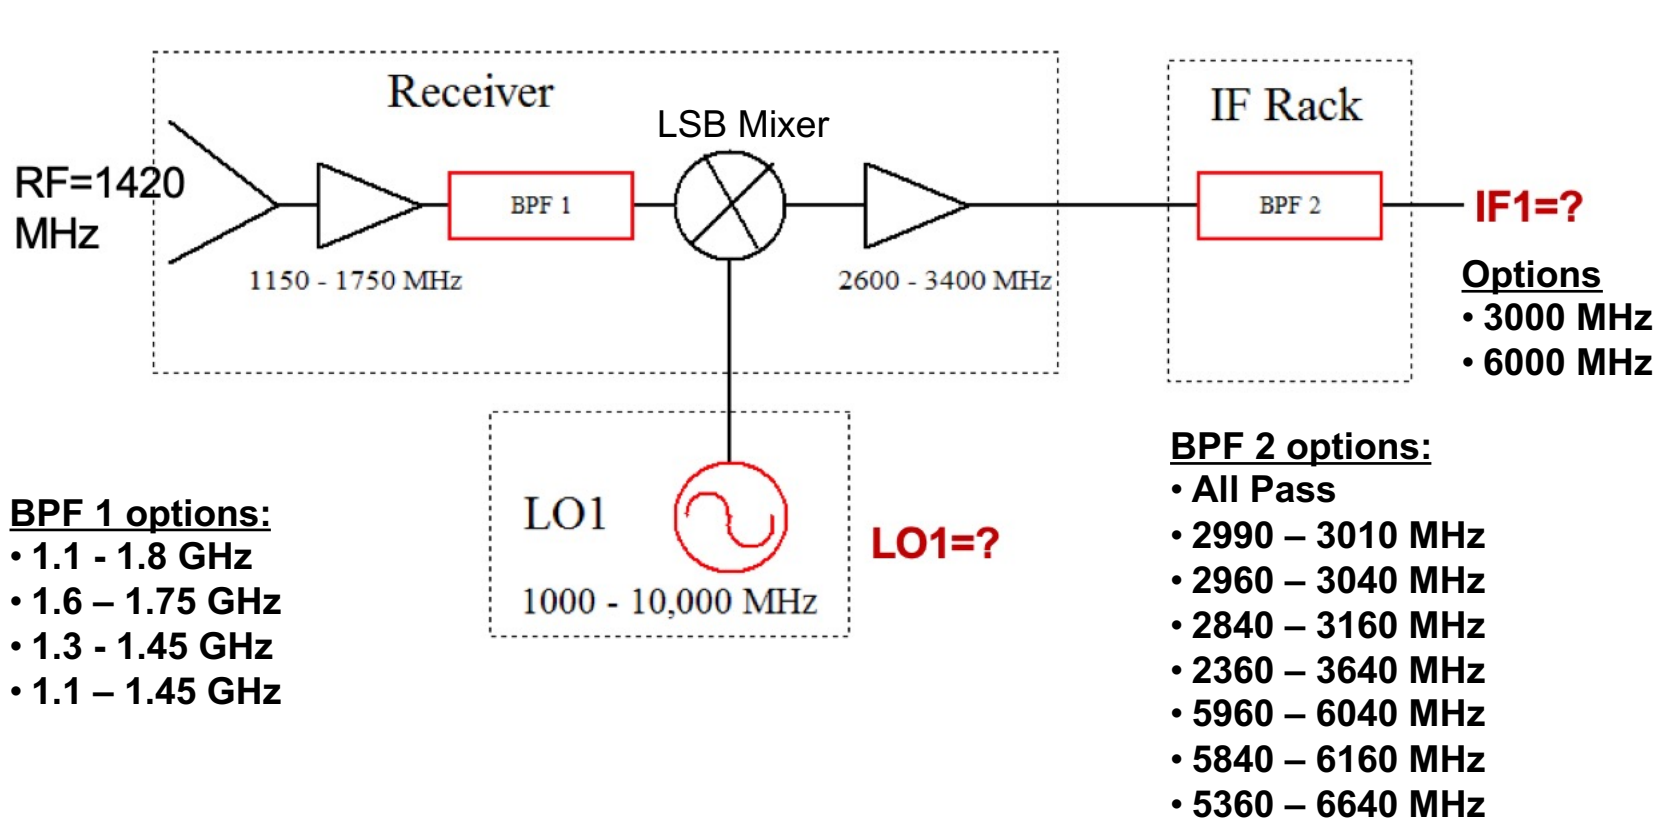 Receiver
LSB Mixer
IF Rack
RF=1420
MHz
BPF 1
BPF 2
IF1=?
1150 - 1750 MHz
2600 - 3400 MHz
Options
• 3000 MHz
• 6000 MHz
LO1
LO1=?
1000 - 10,000 MHz
BPF 1 options:
• 1.1 - 1.8 GHz
• 1.6 – 1.75 GHz
• 1.3 - 1.45 GHz
• 1.1 – 1.45 GHz
BPF 2 options:
• All Pass
• 2990 – 3010 MHz
• 2960 – 3040 MHz
• 2840 – 3160 MHz
• 2360 – 3640 MHz
• 5960 – 6040 MHz
• 5840 – 6160 MHz
• 5360 – 6640 MHz